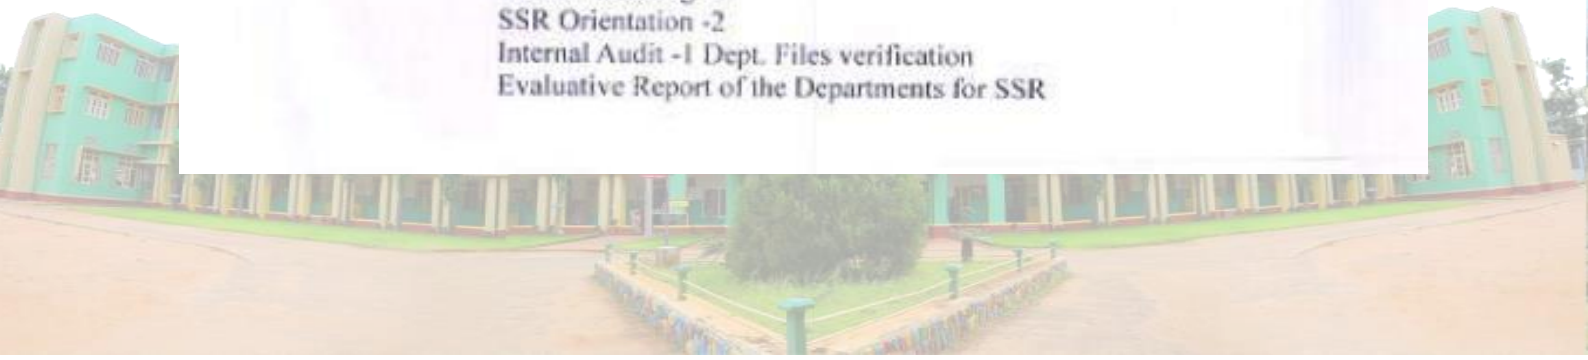 SSR Orientation -2
Internal Audit -1 Dept. Files verification
Evaluative Report of the Departments for SSR